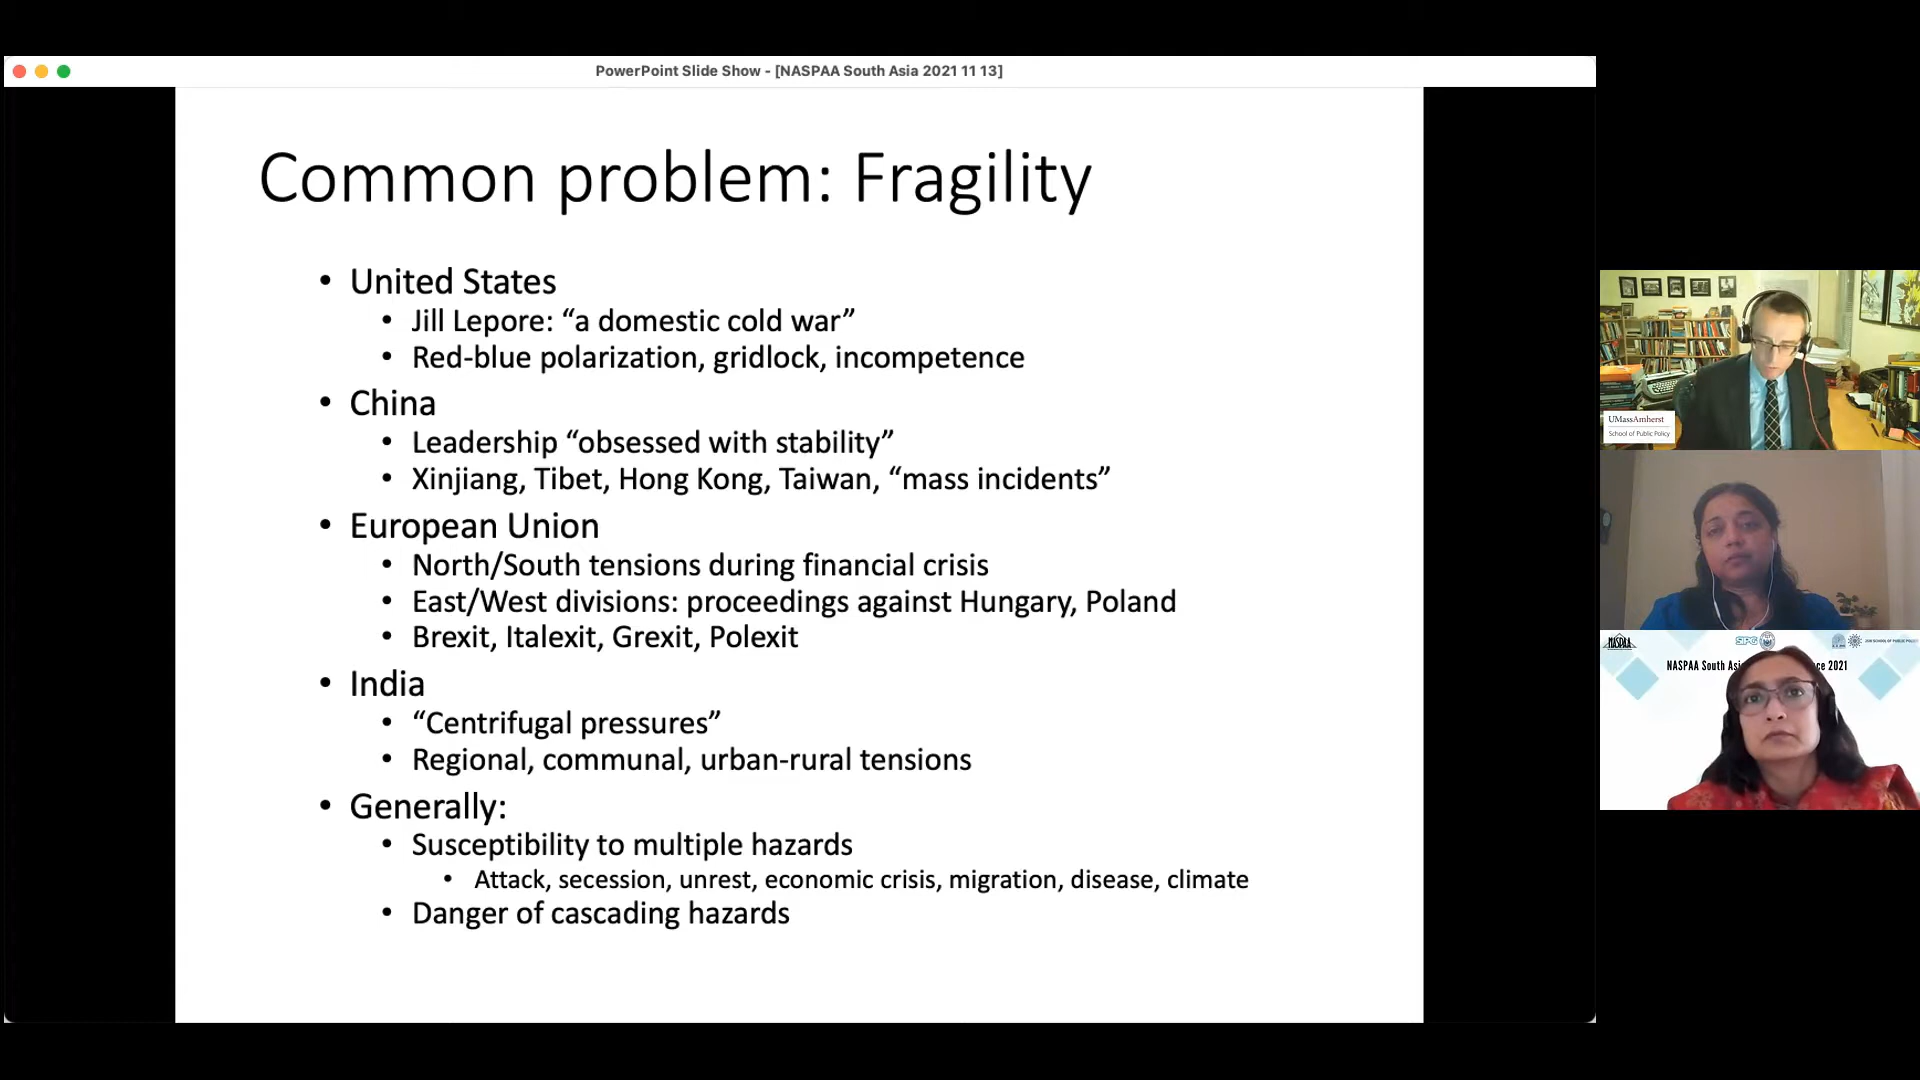 PowerPoint Slide Show - [NASPAA South Asia 2021 11 13]
Common problem: Fragility
• United States
• Jill Lepore: “a domestic cold war”
• Red-blue polarization, gridlock, incompetence
• China
• Leadership “obsessed with stability”
• Xinjiang, Tibet, Hong Kong, Taiwan, “mass incidents”
• European Union
• North/South tensions during financial crisis
• East/West divisions: proceedings against Hungary, Poland
• Brexit, Italexit, Grexit, Polexit
• India
• “Centrifugal pressures”
• Regional, communal, urban-rural tensions
• Generally:
• Susceptibility to multiple hazards
• Attack, secession, unrest, economic crisis, migration, disease, climate
• Danger of cascading hazards
UMassAmherst
School of Public Policy
NASPAA
SIPG
NASPAA South Asi ce 2021